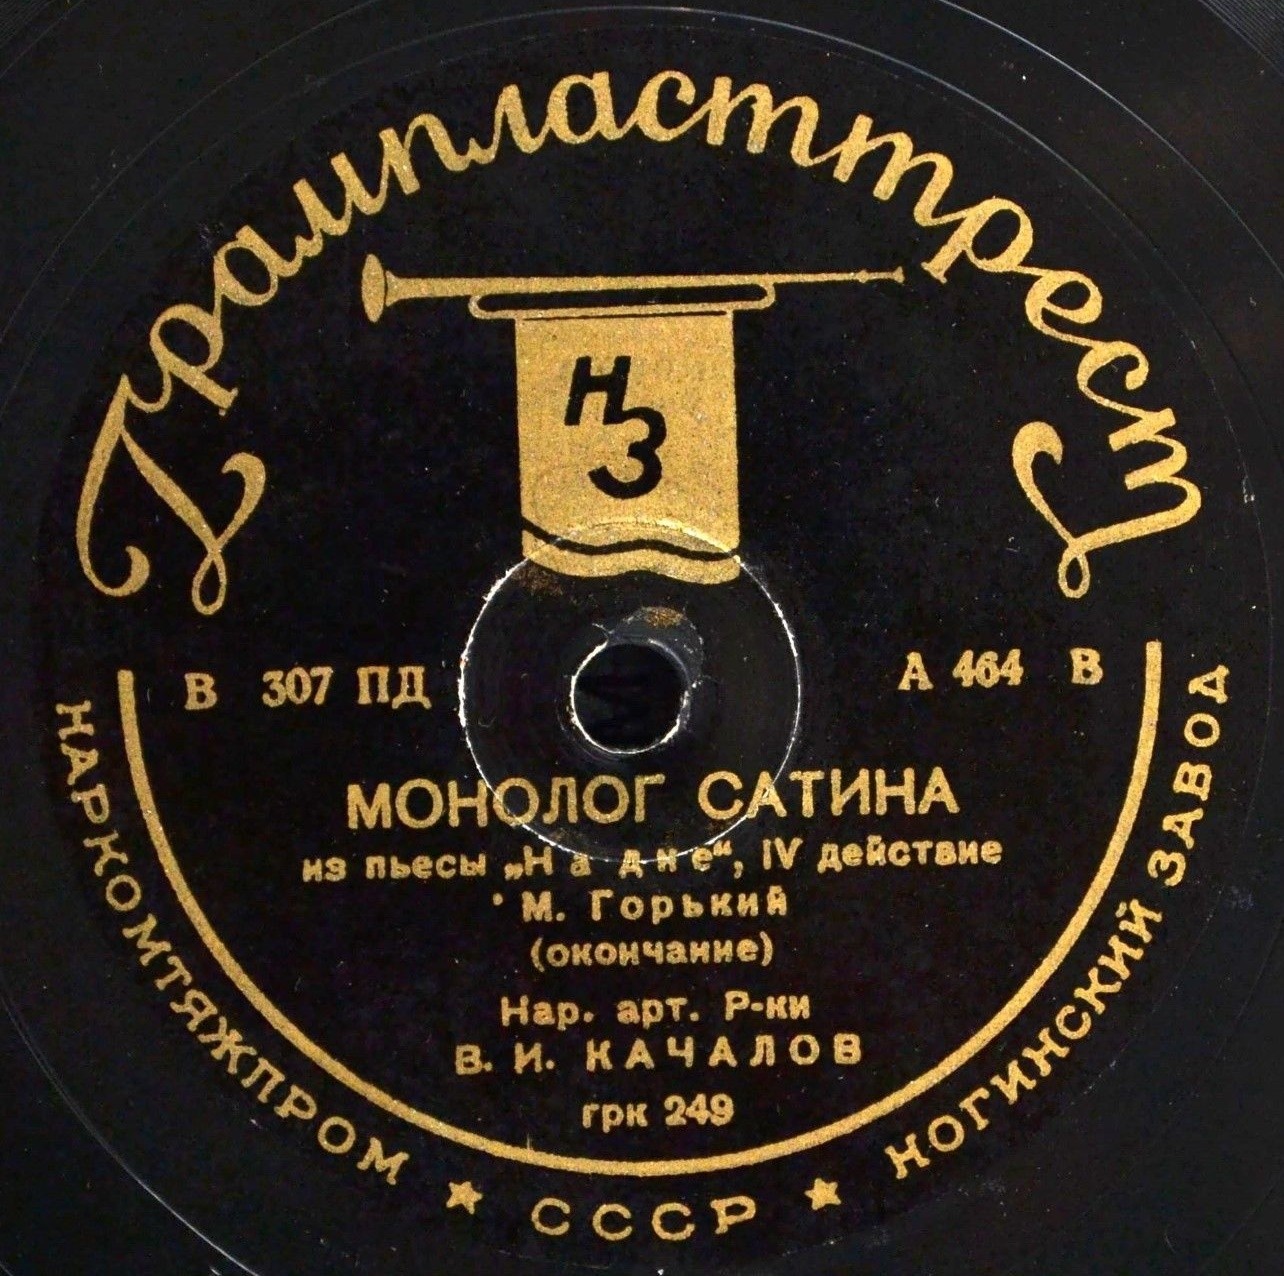 Грампласттрест
НЗ
В 307 ПД
А 464 В
МОНОЛОГ САТИНА
из пьесы „На дне“, IV действие
М. Горький
(окончание)
Нар. арт. Р-ки
В. И. КАЧАЛОВ
грк 249
НАРКОМТЯЖПРОМ ★ СССР ★ НОГИНСКИЙ ЗАВОД